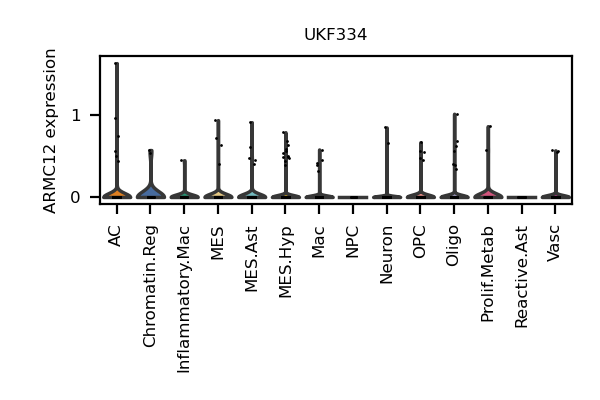 UKF334
ARMC12 expression
1
0
AC
Chromatin.Reg
Inflammatory.Mac
MES
MES.Ast
MES.Hyp
Mac
NPC
Neuron
OPC
Oligo
Prolif.Metab
Reactive.Ast
Vasc